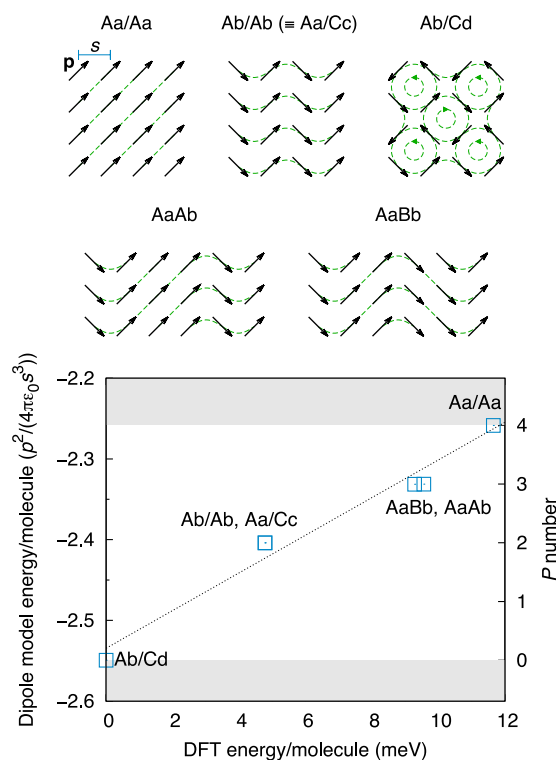 Aa/Aa
Ab/Ab (≡ Aa/Cc)
Ab/Cd
s
p
AaAb
AaBb
Dipole model energy/molecule (p²/(4πε₀s³))
−2.2
−2.3
−2.4
−2.5
−2.6
Aa/Aa
AaBb, AaAb
Ab/Ab, Aa/Cc
Ab/Cd
4
3
2
1
0
P number
0 2 4 6 8 10 12
DFT energy/molecule (meV)